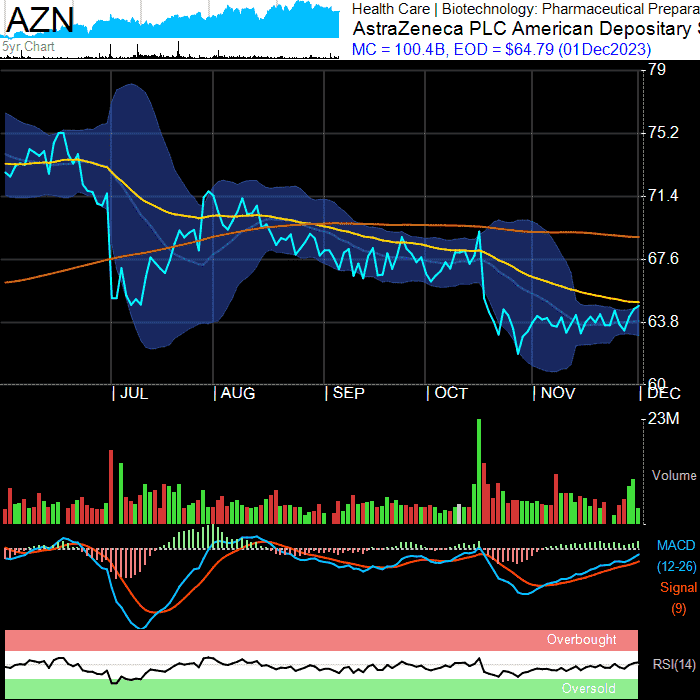 AZN
5yr Chart
Health Care | Biotechnology: Pharmaceutical Prepara
AstraZeneca PLC American Depositary S
MC = 100.4B, EOD = $64.79 (01Dec2023)
79
75.2
71.4
67.6
63.8
60
JUL AUG SEP OCT NOV DEC
23M
Volume
MACD
(12-26)
Signal
(9)
Overbought
RSI(14)
Oversold